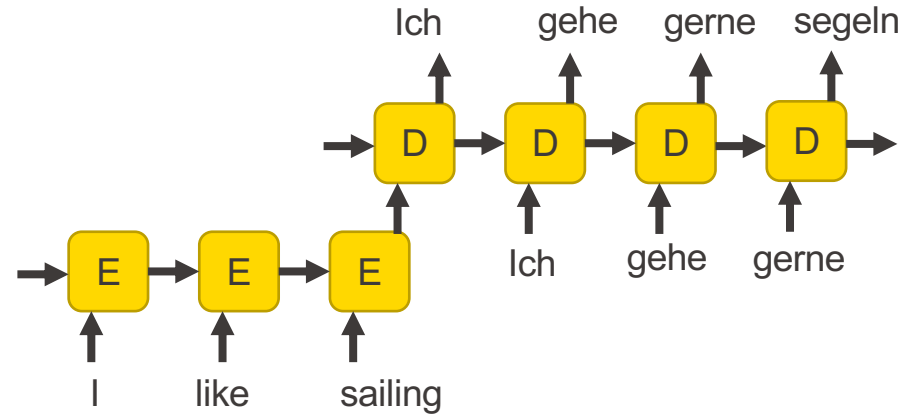 Ich gehe gerne segeln
D D D D
Ich gehe gerne
E E E
I like sailing